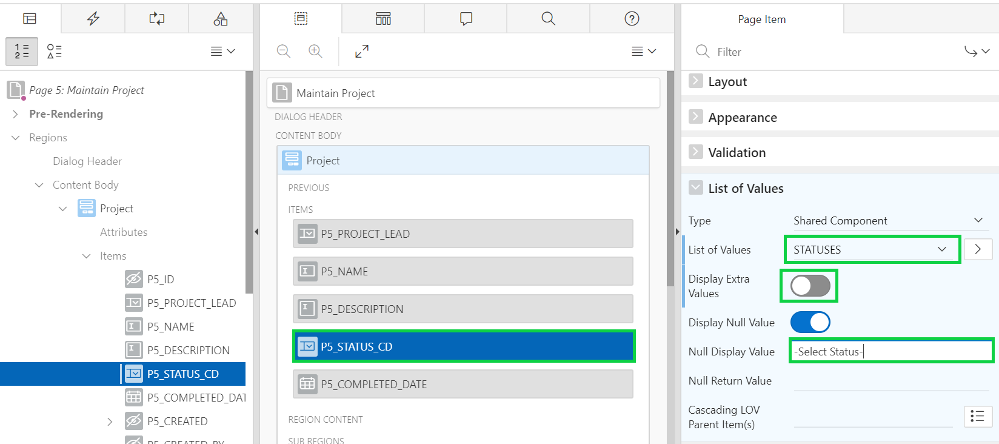 1
2
Page 5: Maintain Project
Pre-Rendering
Regions
Dialog Header
Content Body
Project
Attributes
Items
P5_ID
P5_PROJECT_LEAD
P5_NAME
P5_DESCRIPTION
P5_STATUS_CD
P5_COMPLETED_DAT
P5_CREATED
P5_CREATED_BY
Maintain Project
DIALOG HEADER
CONTENT BODY
Project
PREVIOUS
ITEMS
P5_PROJECT_LEAD
P5_NAME
P5_DESCRIPTION
P5_STATUS_CD
P5_COMPLETED_DATE
REGION CONTENT
SUB REGIONS
Page Item
Filter
Layout
Appearance
Validation
List of Values
Type Shared Component
List of Values STATUSES
Display Extra
Values
Display Null Value
Null Display Value -Select Status-
Null Return Value
Cascading LOV
Parent Item(s)